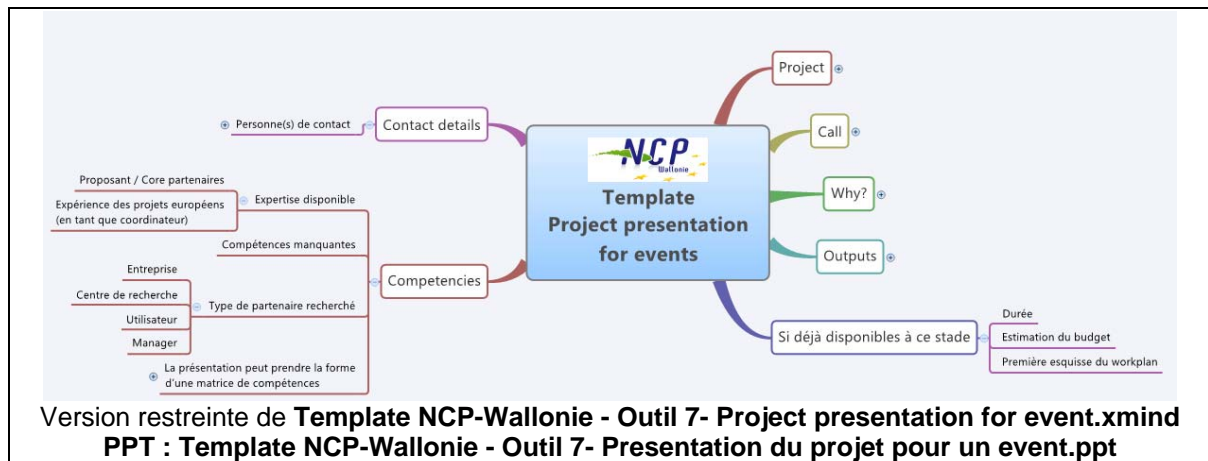 Project
Call
Why?
Outputs
Si déjà disponibles à ce stade
Durée
Estimation du budget
Première esquisse du workplan
NCP
Wallonie
Template
Project presentation
for events
Contact details
Personne(s) de contact
Competencies
Expertise disponible
Proposant / Core partenaires
Expérience des projets européens
(en tant que coordinateur)
Compétences manquantes
Type de partenaire recherché
Entreprise
Centre de recherche
Utilisateur
Manager
La présentation peut prendre la forme
d'une matrice de compétences
Version restreinte de Template NCP-Wallonie - Outil 7- Project presentation for event.xmind
PPT : Template NCP-Wallonie - Outil 7- Presentation du projet pour un event.ppt